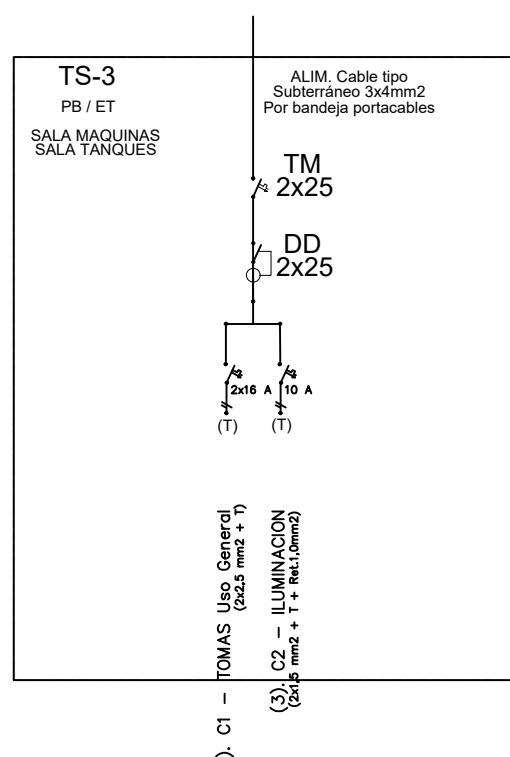 TS-3
PB / ET
SALA MAQUINAS
SALA TANQUES
ALIM. Cable tipo
Subterráneo 3x4mm2
Por bandeja portacables
TM
2x25
DD
2x25
2x16 A
10 A
(T)
(T)
). C1 - TOMAS Uso General
(2x2,5 mm2 + T)
(3). C2 - ILUMINACION
(2x1,5 mm2 + T + Ret.1,0mm2)